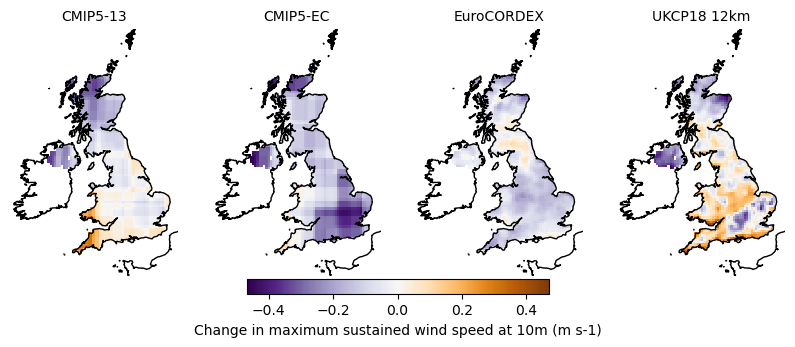 CMIP5-13 CMIP5-EC EuroCORDEX UKCP18 12km
−0.4 −0.2 0.0 0.2 0.4
Change in maximum sustained wind speed at 10m (m s-1)